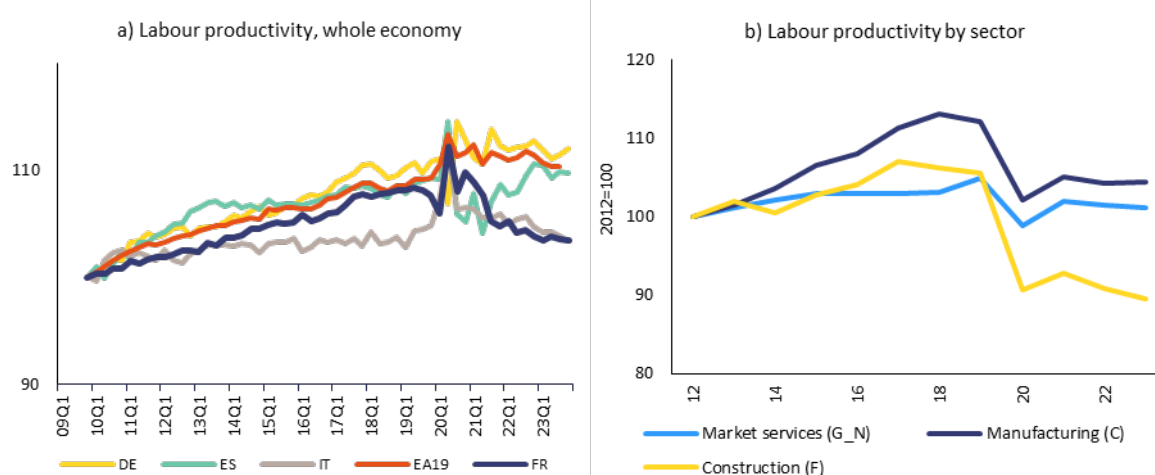 a) Labour productivity, whole economy
110
90
09Q1
10Q1
11Q1
12Q1
13Q1
14Q1
15Q1
16Q1
17Q1
18Q1
19Q1
20Q1
21Q1
22Q1
23Q1
DE ES IT EA19 FR
b) Labour productivity by sector
2012=100
120
110
100
90
80
12
14
16
18
20
22
Market services (G_N) Manufacturing (C)
Construction (F)